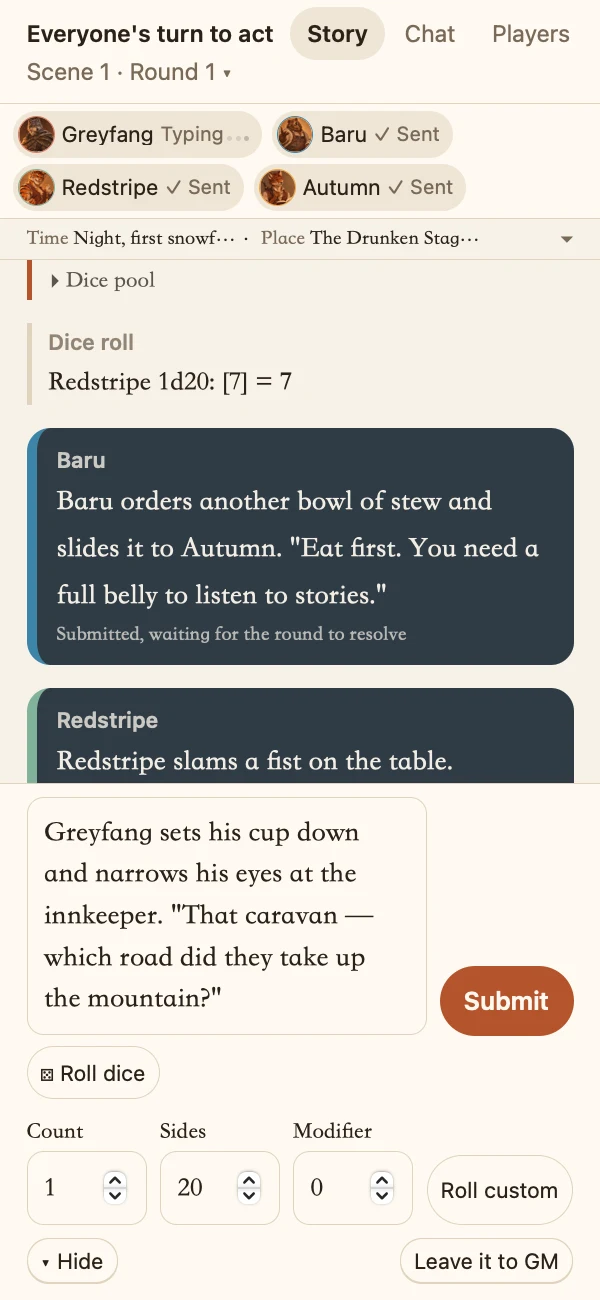 Everyone's turn to act
Story
Chat
Players
Scene 1 · Round 1 ▾
Greyfang Typing...
Baru ✓ Sent
Redstripe ✓ Sent
Autumn ✓ Sent
Time Night, first snowf··· · Place The Drunken Stag···
Dice pool
Dice roll
Redstripe 1d20: [7] = 7
Baru
Baru orders another bowl of stew and
slides it to Autumn. "Eat first. You need a
full belly to listen to stories."
Submitted, waiting for the round to resolve
Redstripe
Redstripe slams a fist on the table.
Greyfang sets his cup down
and narrows his eyes at the
innkeeper. "That caravan —
which road did they take up
the mountain?"
Submit
Roll dice
Count
Sides
Modifier
1
20
0
Roll custom
▾ Hide
Leave it to GM